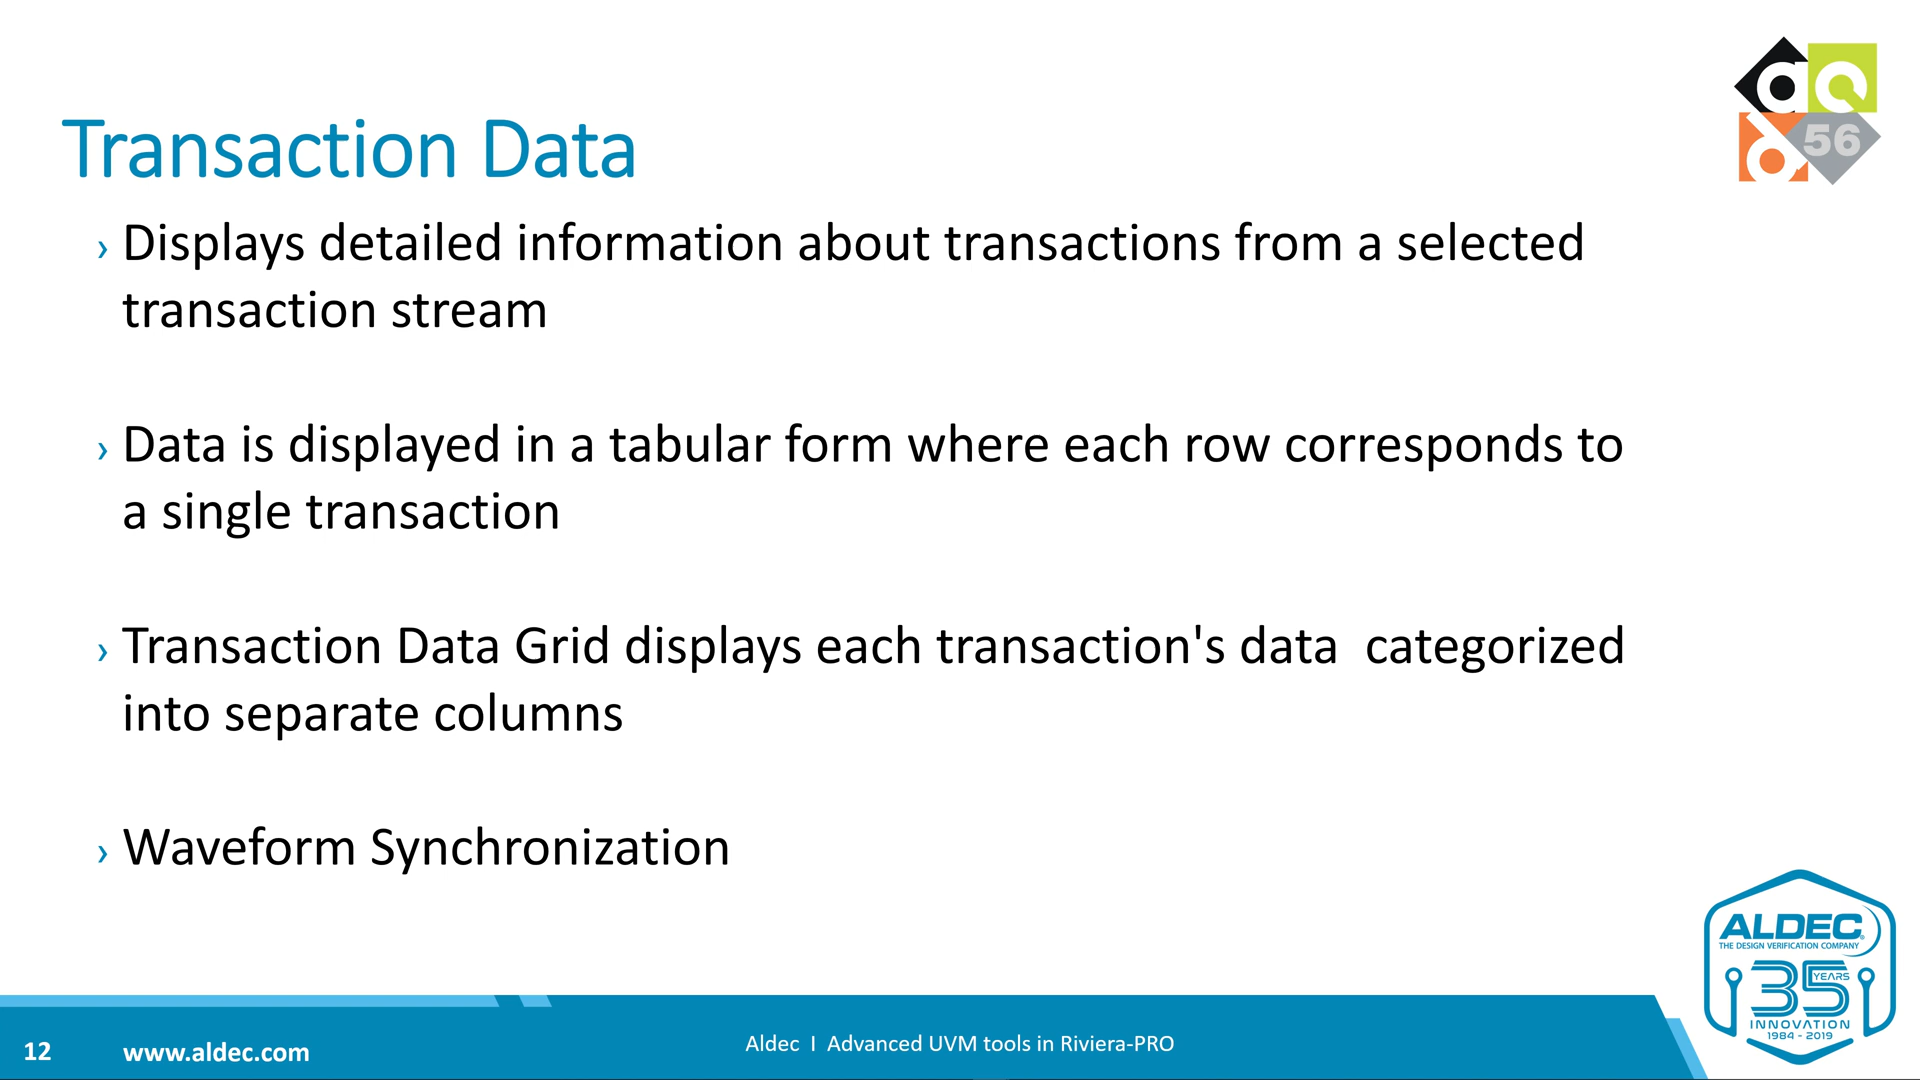 Transaction Data
56
› Displays detailed information about transactions from a selected
transaction stream
› Data is displayed in a tabular form where each row corresponds to
a single transaction
› Transaction Data Grid displays each transaction's data  categorized
into separate columns
› Waveform Synchronization
ALDEC®
THE DESIGN VERIFICATION COMPANY
35 YEARS
INNOVATION
1984 - 2019
12
www.aldec.com
Aldec I Advanced UVM tools in Riviera-PRO